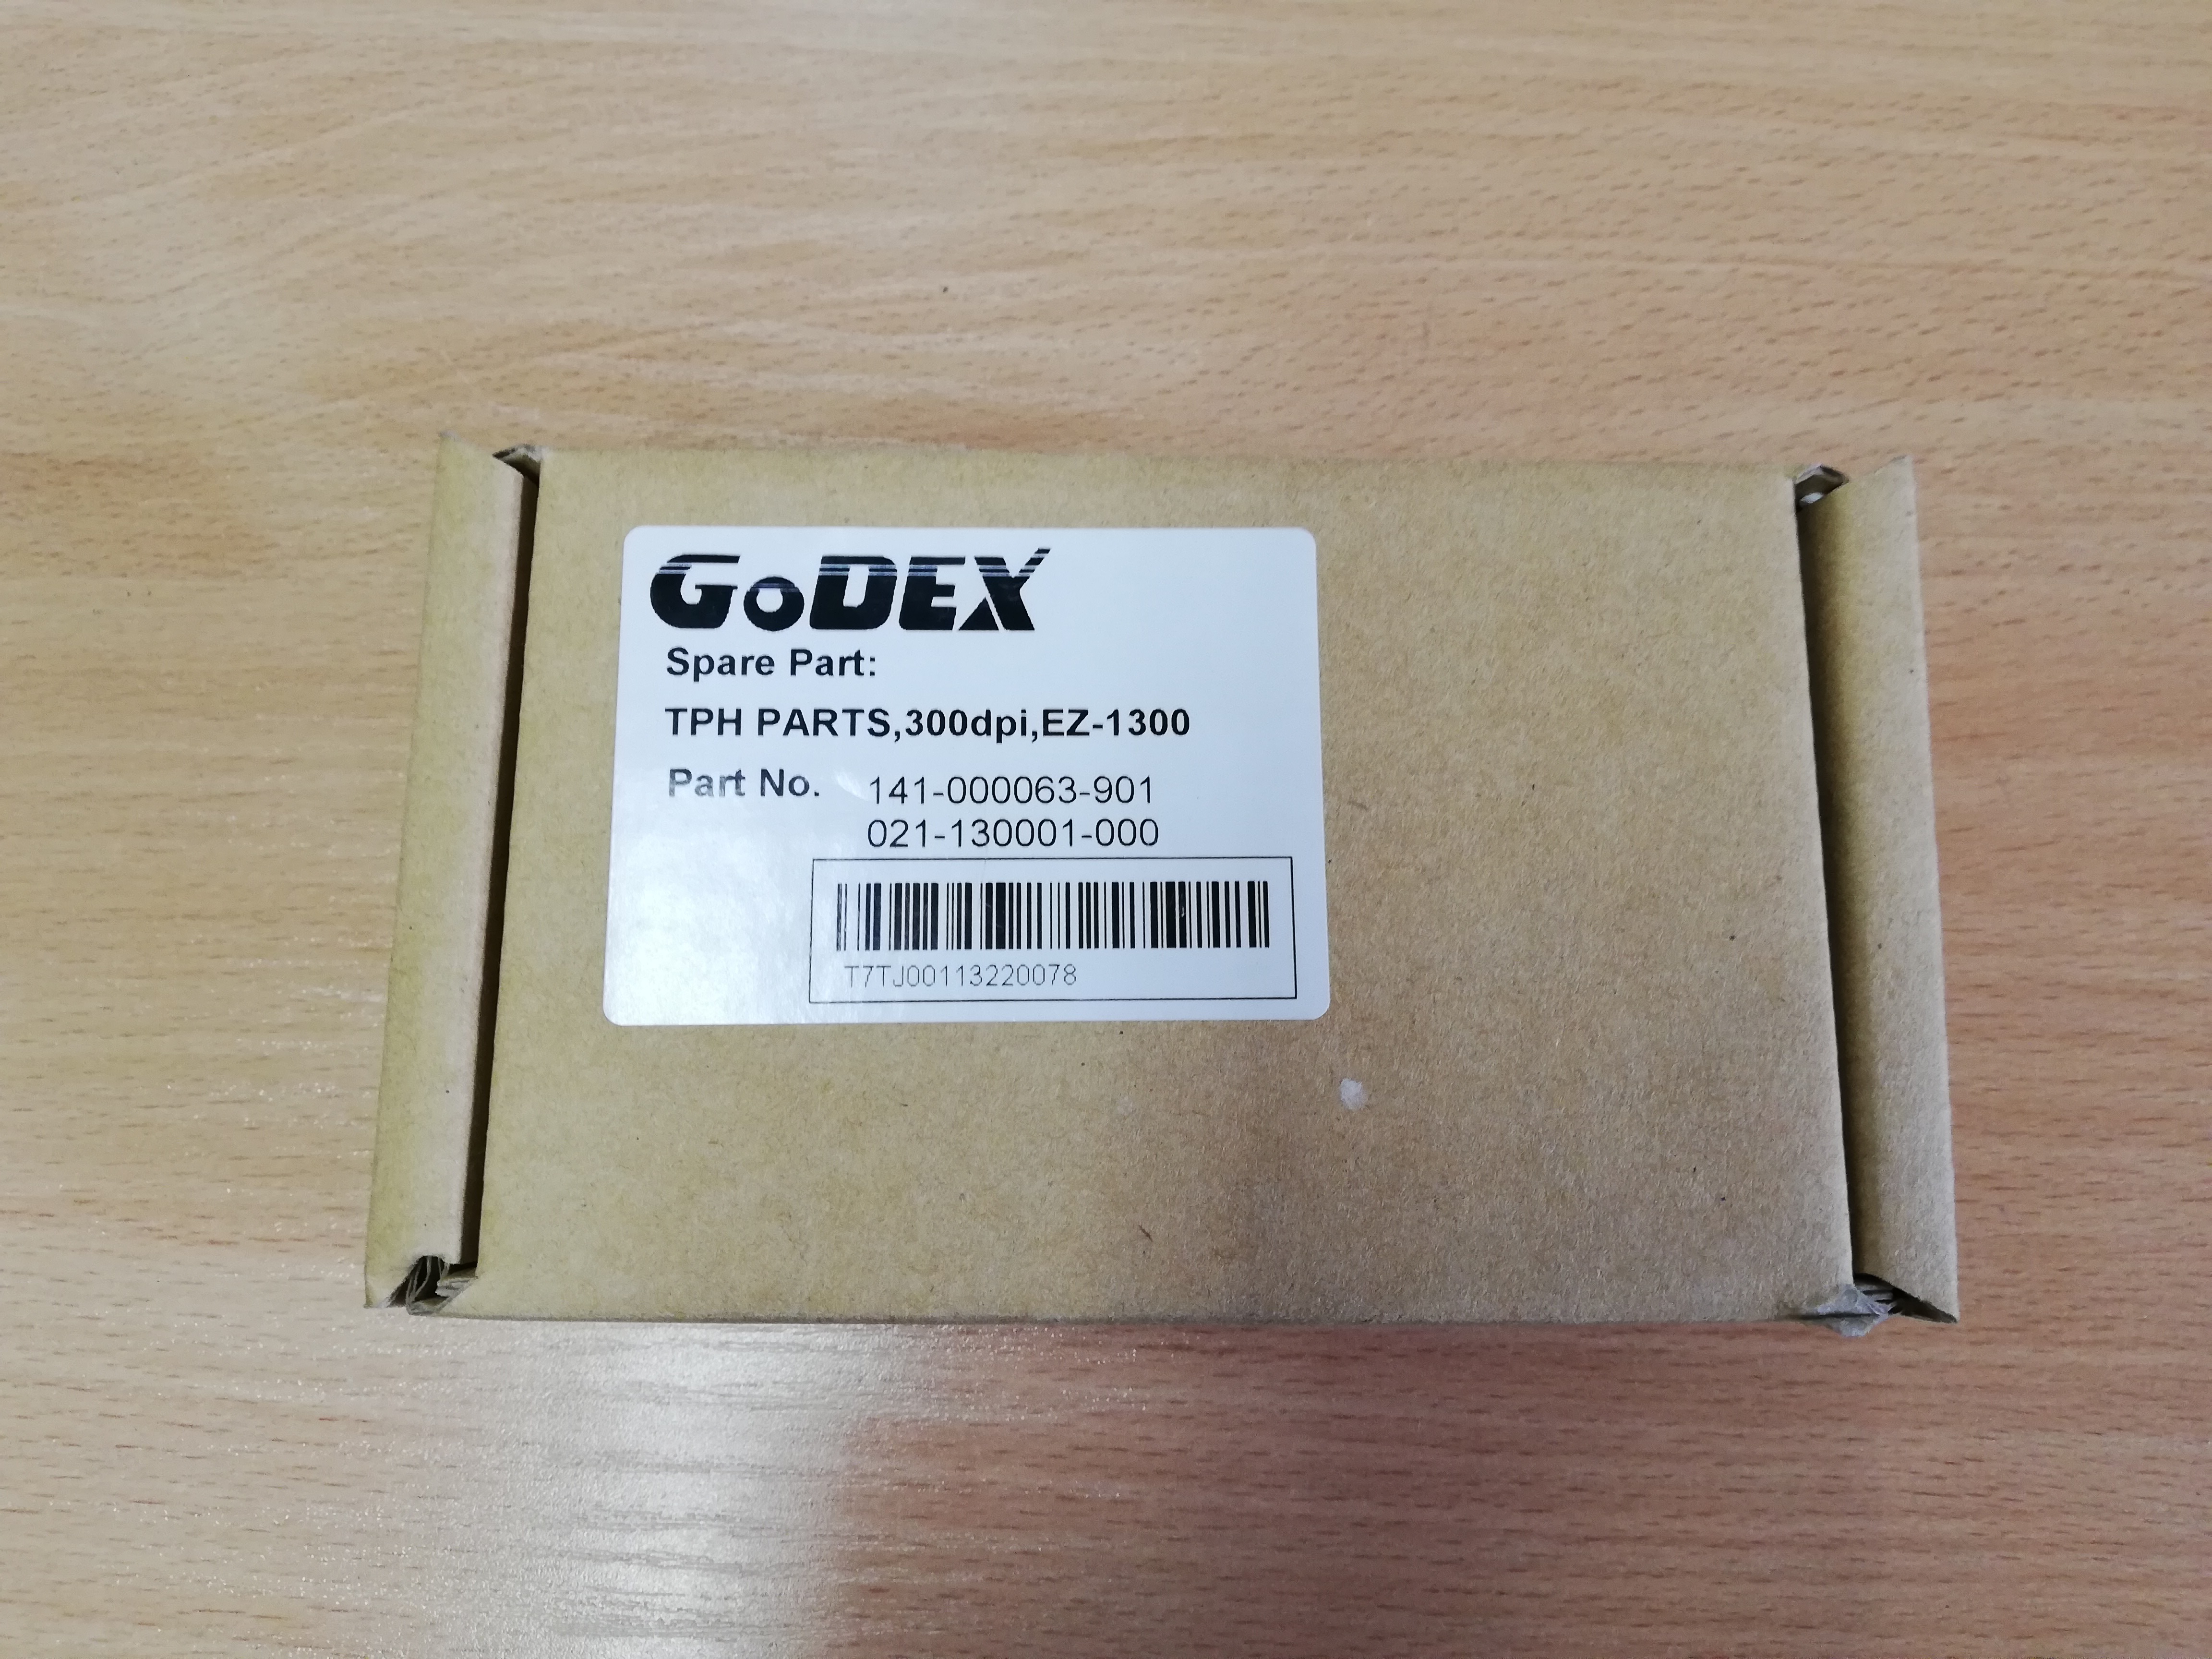 GoDEX
Spare Part:
TPH PARTS,300dpi,EZ-1300
Part No. 141-000063-901
021-130001-000
T7TJ00113220078